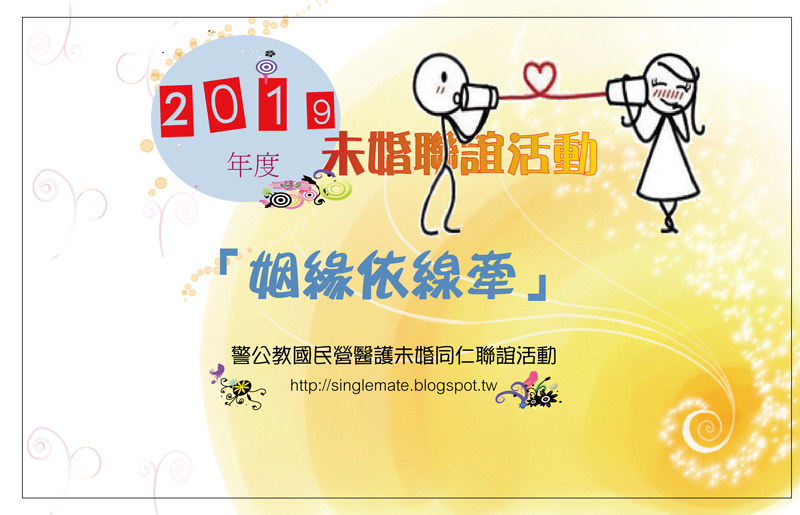 2019
年度
未婚聯誼活動
「姻緣依線牽」
警公教國民營醫護未婚同仁聯誼活動
http://singlemate.blogspot.tw